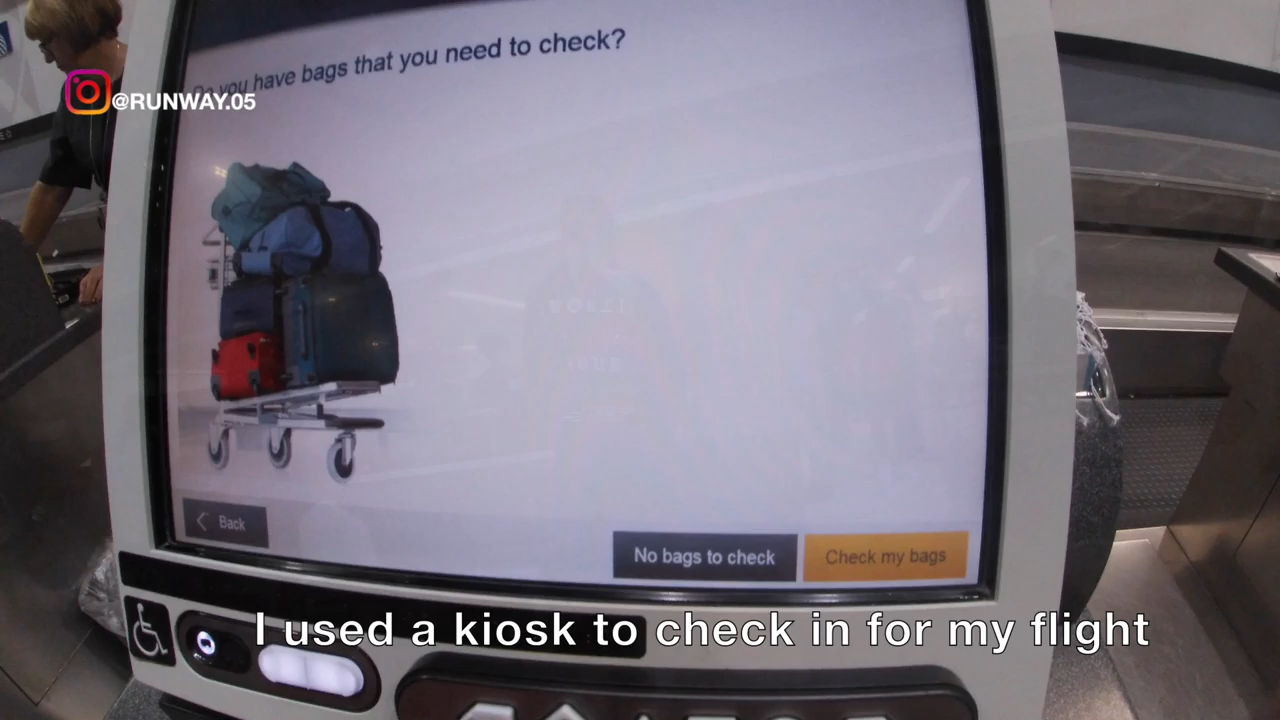 Do you have bags that you need to check?
@RUNWAY.05
Back
No bags to check
Check my bags
I used a kiosk to check in for my flight